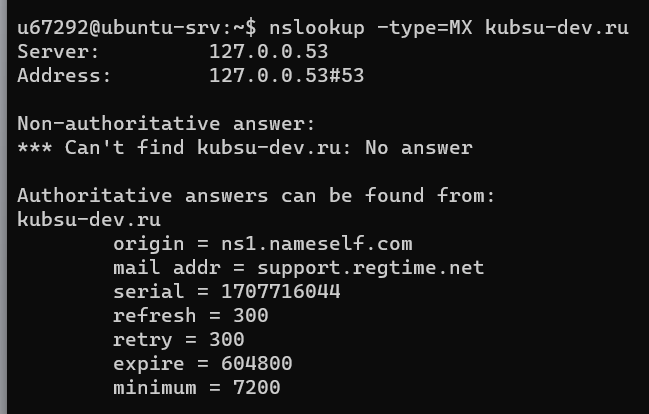 u67292@ubuntu-srv:~$ nslookup -type=MX kubsu-dev.ru
Server:         127.0.0.53
Address:        127.0.0.53#53

Non-authoritative answer:
*** Can't find kubsu-dev.ru: No answer

Authoritative answers can be found from:
kubsu-dev.ru
        origin = ns1.nameself.com
        mail addr = support.regtime.net
        serial = 1707716044
        refresh = 300
        retry = 300
        expire = 604800
        minimum = 7200